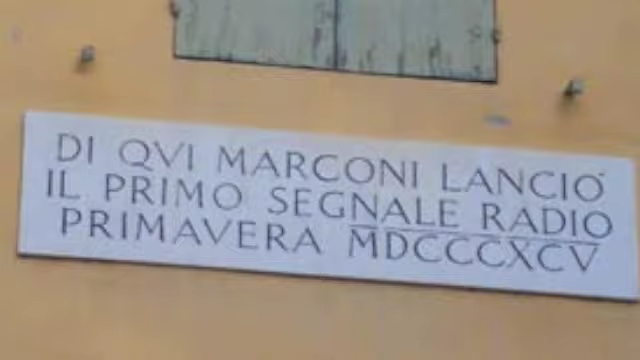 DI QVI MARCONI LANCIÒ
IL PRIMO SEGNALE RADIO
PRIMAVERA MDCCCXCV